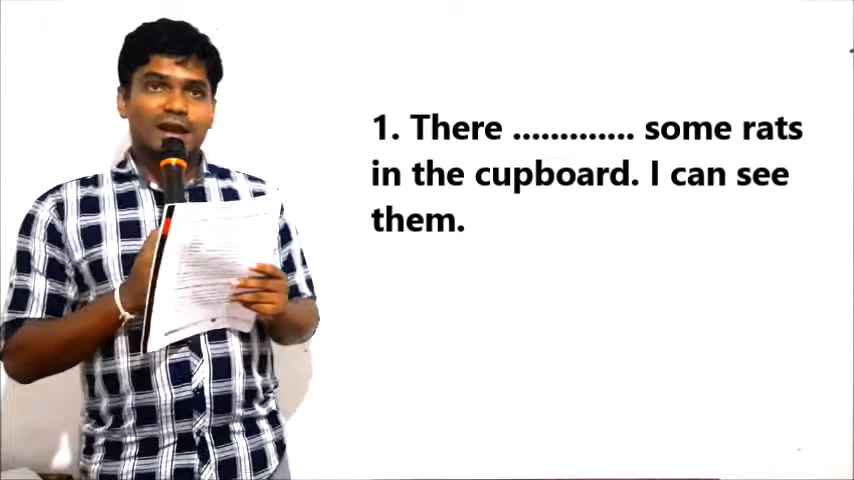 1. There ............. some rats
in the cupboard. I can see
them.